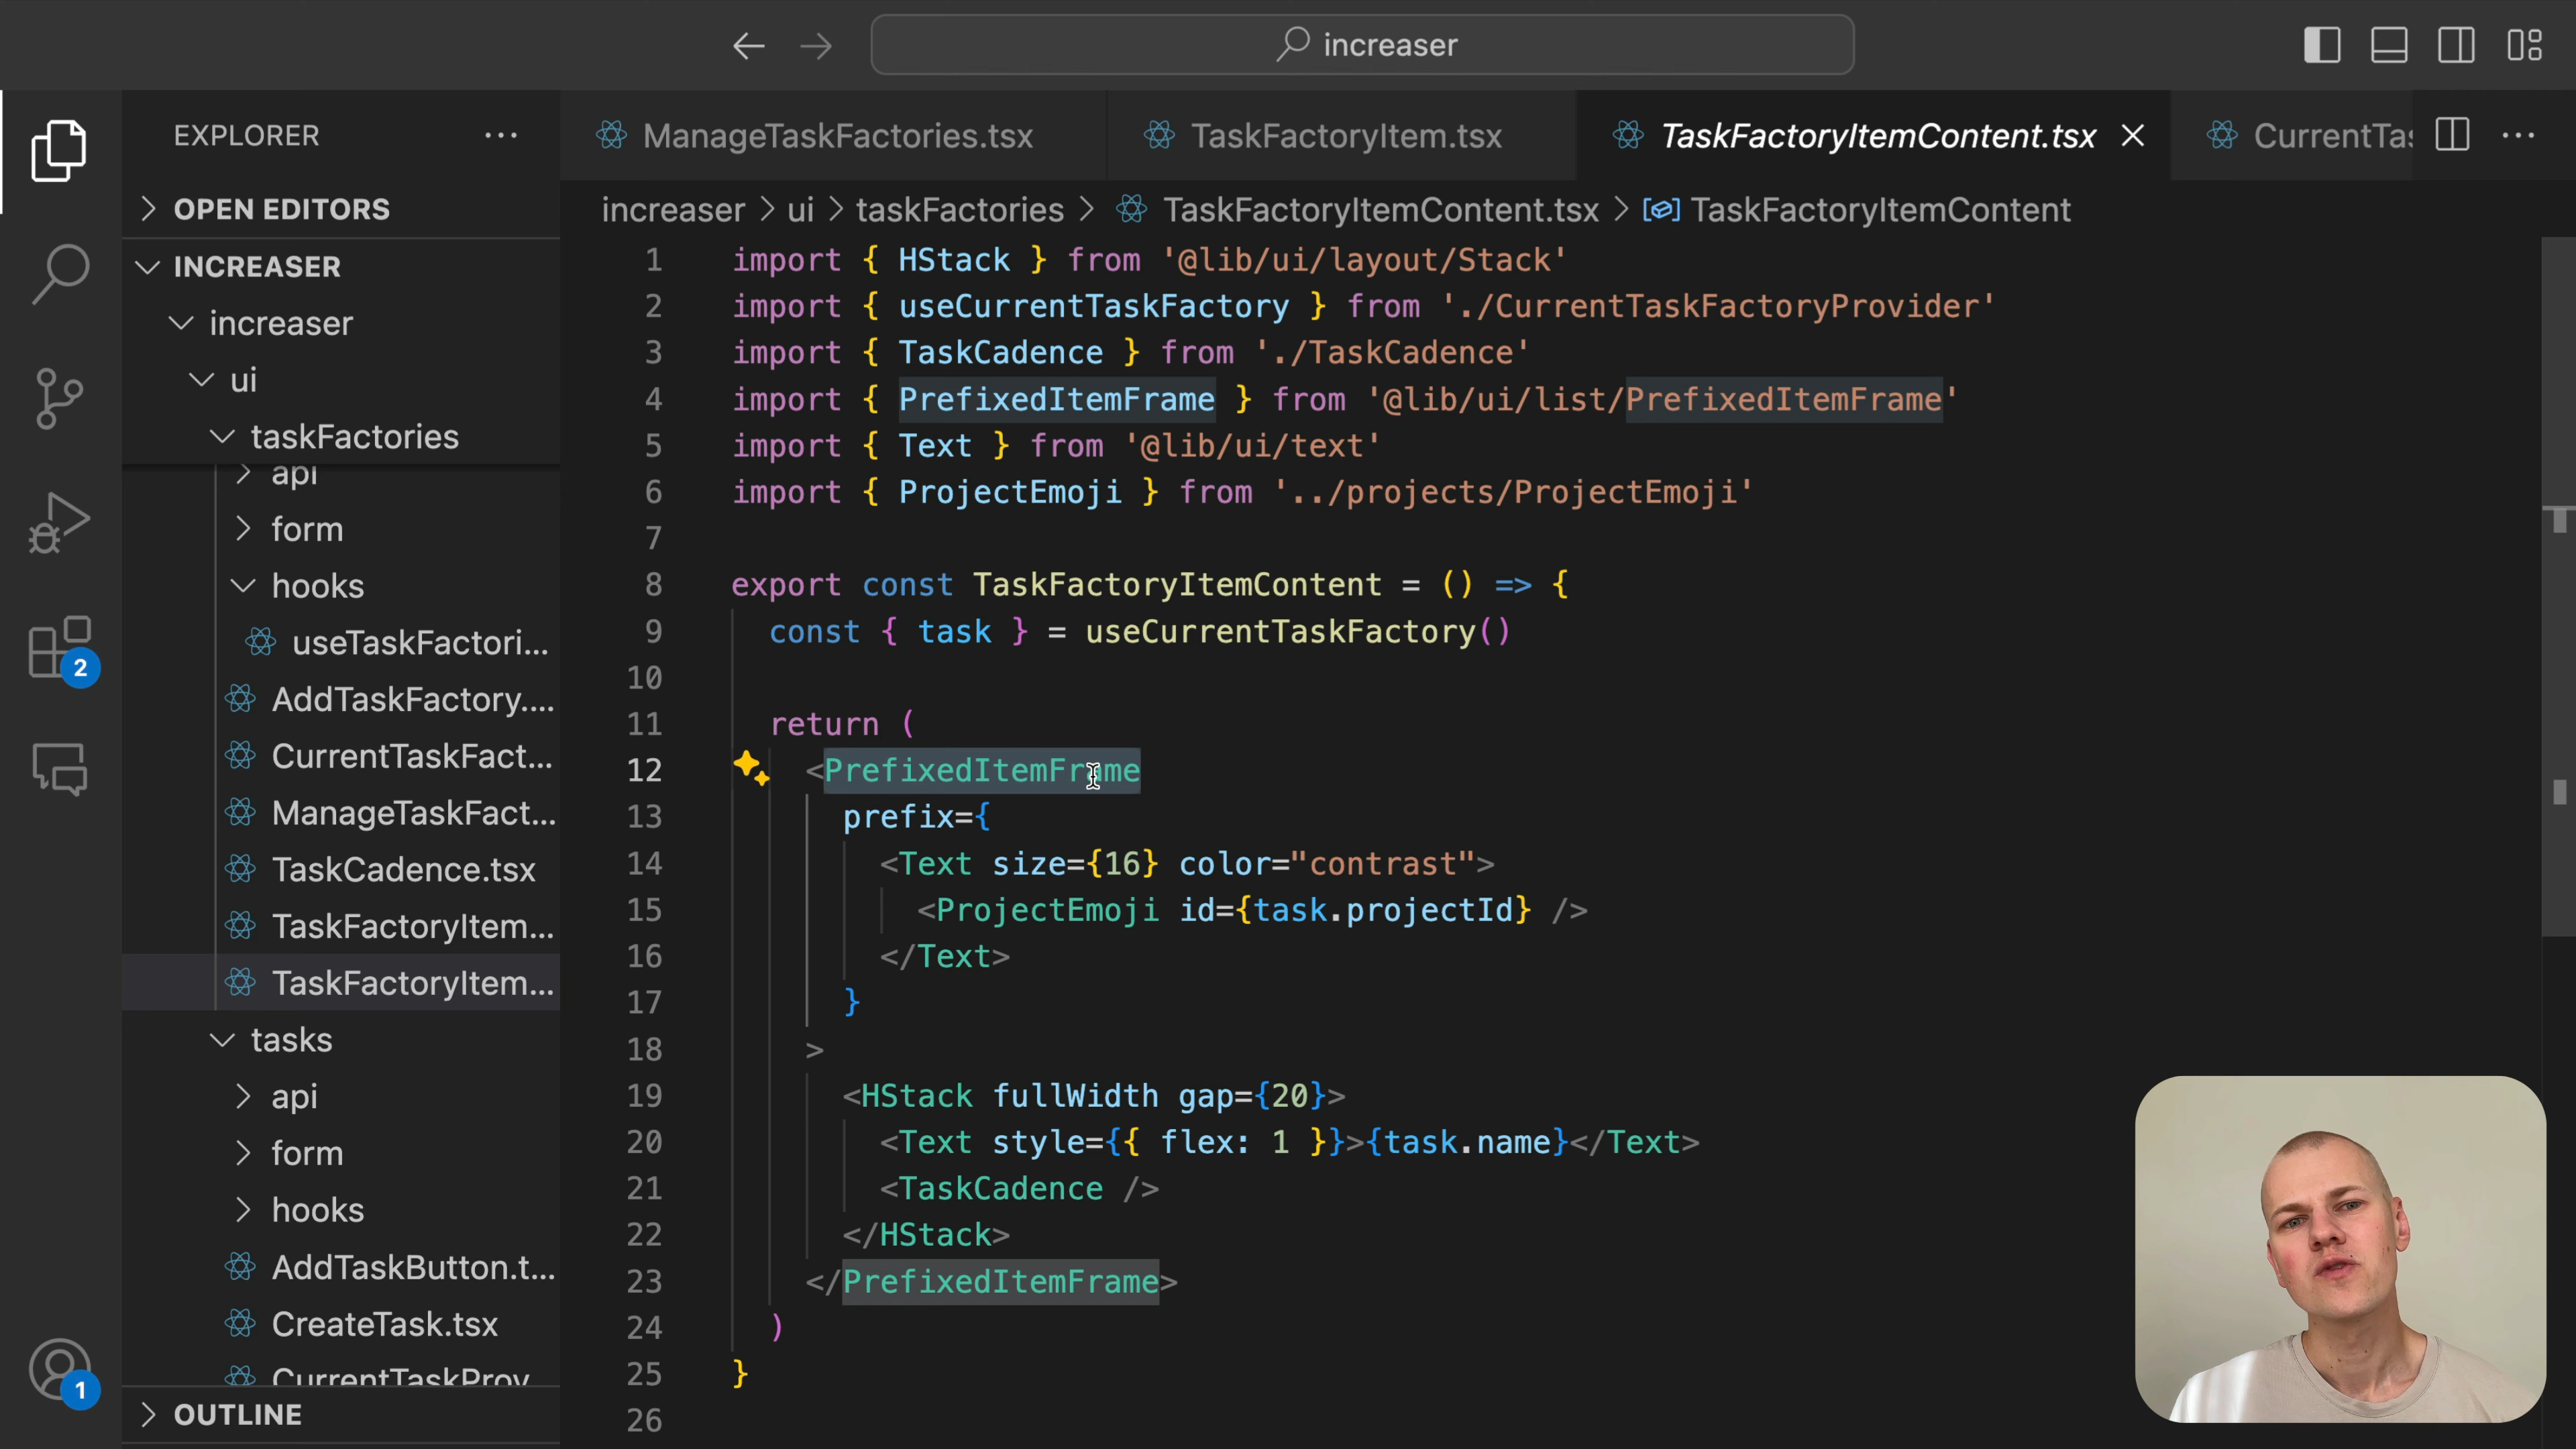 increaser
EXPLORER
OPEN EDITORS
INCREASER
increaser
ui
taskFactories
api
form
hooks
useTaskFactori...
AddTaskFactory....
CurrentTaskFact...
ManageTaskFact...
TaskCadence.tsx
TaskFactoryItem...
TaskFactoryItem...
tasks
api
form
hooks
AddTaskButton.t...
CreateTask.tsx
CurrentTaskProv
OUTLINE
2
1
ManageTaskFactories.tsx
TaskFactoryItem.tsx
TaskFactoryItemContent.tsx
CurrentTas
increaser > ui > taskFactories > TaskFactoryItemContent.tsx > TaskFactoryItemContent
1 import { HStack } from '@lib/ui/layout/Stack'
2 import { useCurrentTaskFactory } from './CurrentTaskFactoryProvider'
3 import { TaskCadence } from './TaskCadence'
4 import { PrefixedItemFrame } from '@lib/ui/list/PrefixedItemFrame'
5 import { Text } from '@lib/ui/text'
6 import { ProjectEmoji } from '../projects/ProjectEmoji'
7
8 export const TaskFactoryItemContent = () => {
9 const { task } = useCurrentTaskFactory()
10
11 return (
12 <PrefixedItemFrame
13 prefix={
14 <Text size={16} color="contrast">
15 <ProjectEmoji id={task.projectId} />
16 </Text>
17 }
18 >
19 <HStack fullWidth gap={20}>
20 <Text style={{ flex: 1 }}>{task.name}</Text>
21 <TaskCadence />
22 </HStack>
23 </PrefixedItemFrame>
24 )
25 }
26